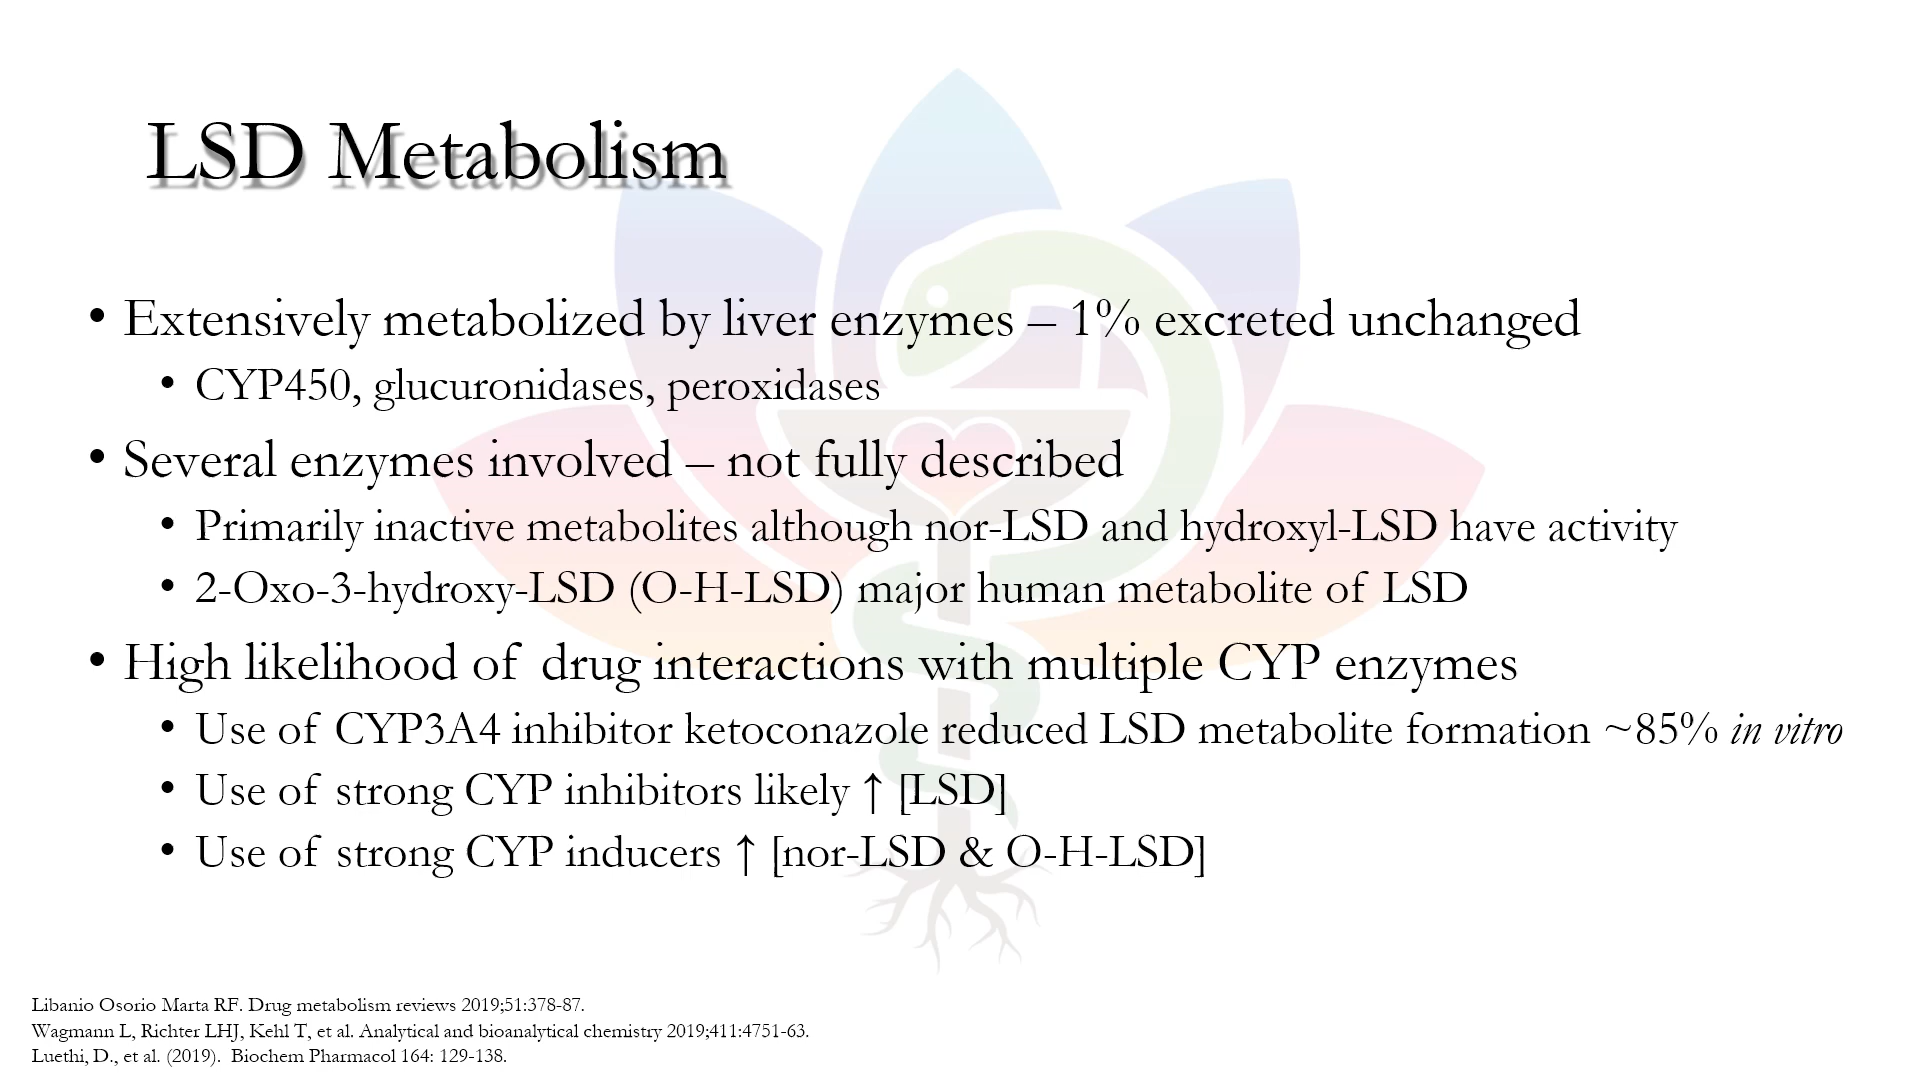 LSD Metabolism
• Extensively metabolized by liver enzymes – 1% excreted unchanged
• CYP450, glucuronidases, peroxidases
• Several enzymes involved – not fully described
• Primarily inactive metabolites although nor-LSD and hydroxyl-LSD have activity
• 2-Oxo-3-hydroxy-LSD (O-H-LSD) major human metabolite of LSD
• High likelihood of drug interactions with multiple CYP enzymes
• Use of CYP3A4 inhibitor ketoconazole reduced LSD metabolite formation ~85% in vitro
• Use of strong CYP inhibitors likely ↑ [LSD]
• Use of strong CYP inducers ↑ [nor-LSD & O-H-LSD]
Libanio Osorio Marta RF. Drug metabolism reviews 2019;51:378-87.
Wagmann L, Richter LHJ, Kehl T, et al. Analytical and bioanalytical chemistry 2019;411:4751-63.
Luethi, D., et al. (2019). Biochem Pharmacol 164: 129-138.